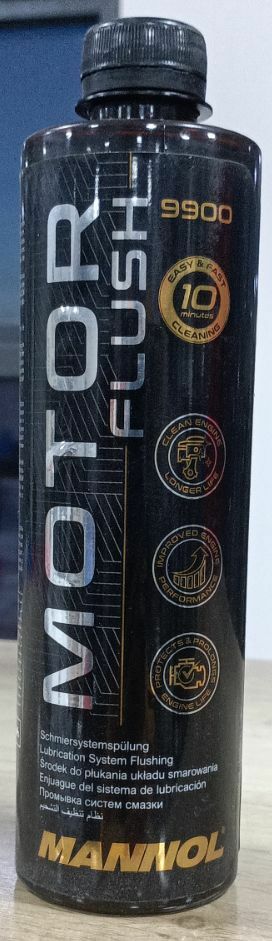 MOTOR
FLUSH
9900
EASY & FAST
10
minutes
CLEANING
CLEAN ENGINE
LONGER LIFE
IMPROVED ENGINE
PERFORMANCE
PROTECTS & PROLONGES
ENGINE LIFE
Schmiersystemspülung
Lubrication System Flushing
Środek do płukania układu smarowania
Enjuague del sistema de lubricación
Промывка систем смазки
نظام تنظيف التشحيم
MANNOL